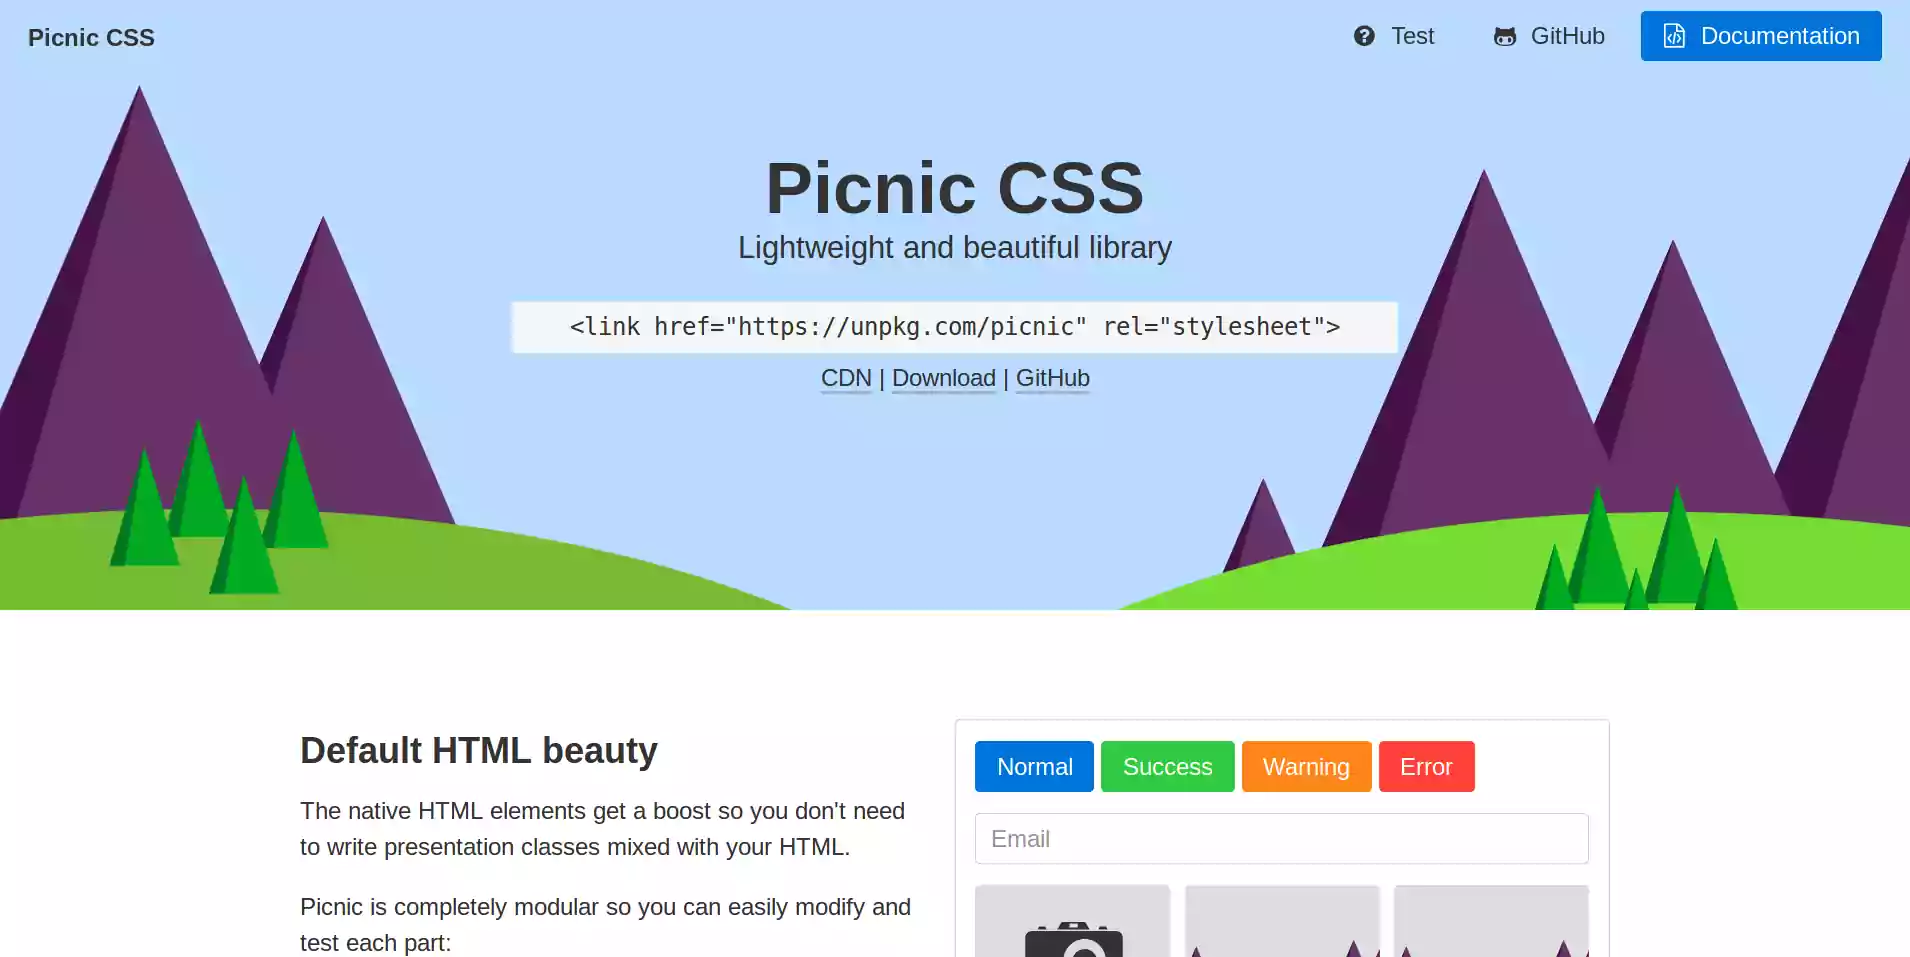 Picnic CSS
Test
GitHub
Documentation
Picnic CSS
Lightweight and beautiful library
<link href="https://unpkg.com/picnic" rel="stylesheet">
CDN | Download | GitHub
Default HTML beauty
The native HTML elements get a boost so you don't need
to write presentation classes mixed with your HTML.
Picnic is completely modular so you can easily modify and
test each part:
Normal
Success
Warning
Error
Email